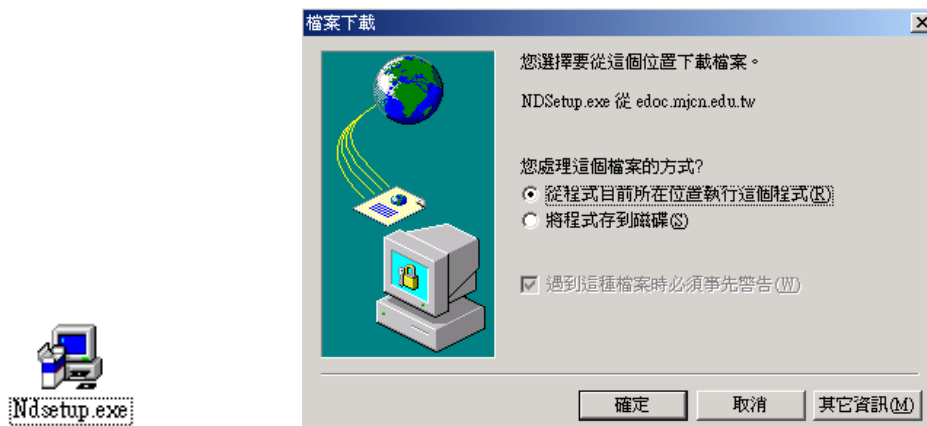 檔案下載
您選擇要從這個位置下載檔案。
NDSetup.exe 從 edoc.mjcn.edu.tw
您處理這個檔案的方式?
從程式目前所在位置執行這個程式(R)
將程式存到磁碟(S)
遇到這種檔案時必須事先警告(W)
確定
取消
其它資訊(M)
Ndsetup.exe